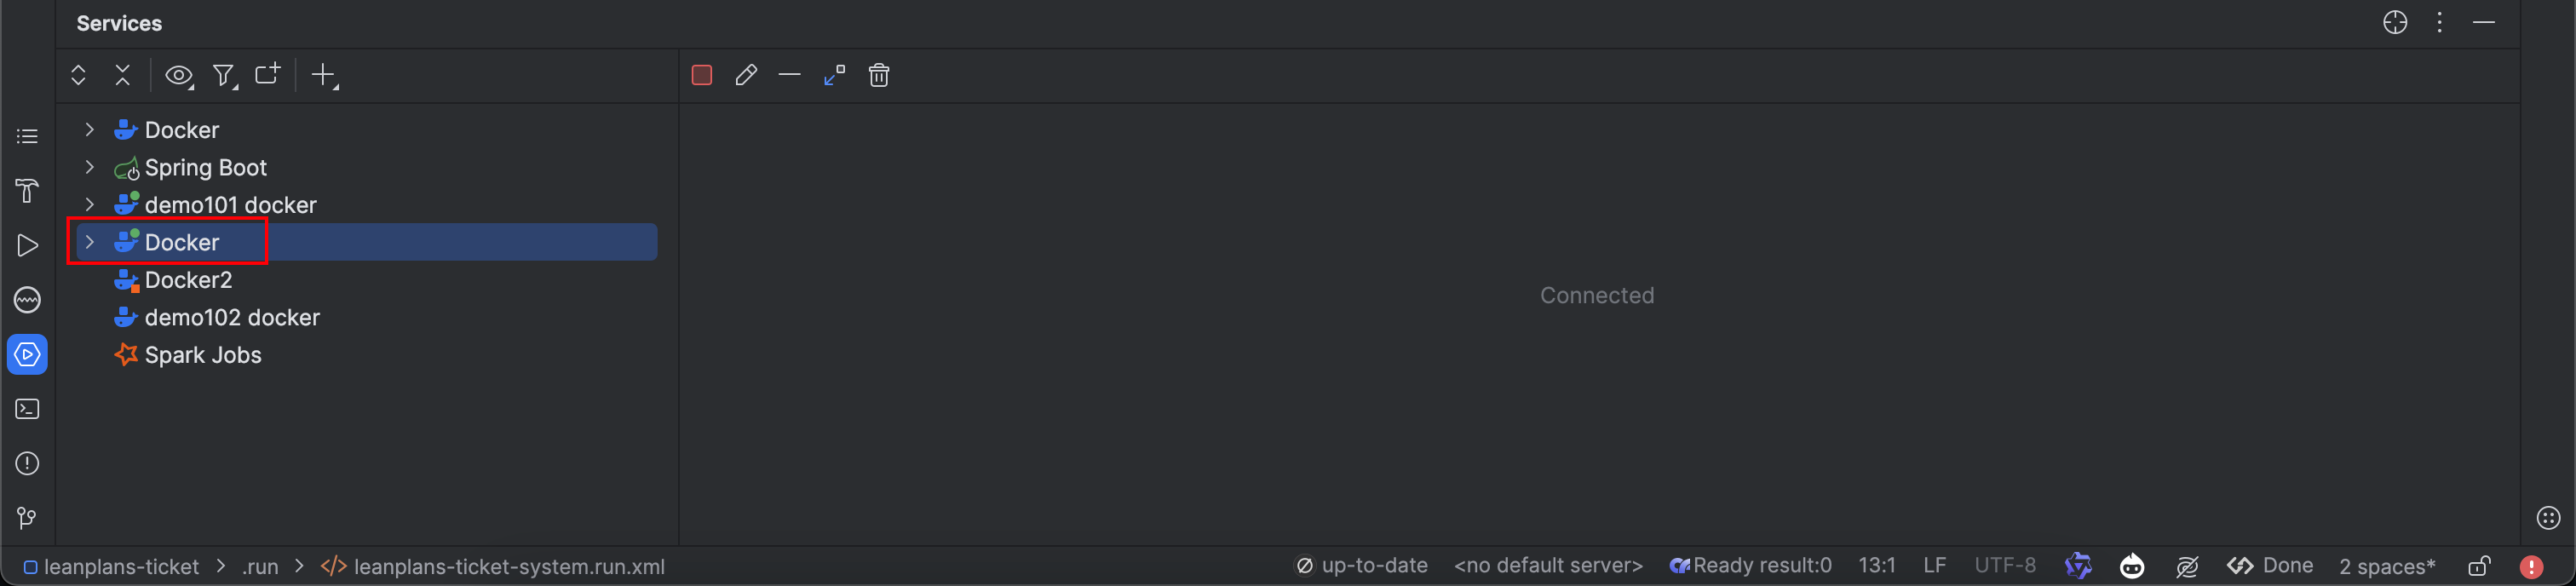 Services
Docker
Spring Boot
demo101 docker
Docker
Docker2
demo102 docker
Spark Jobs
Connected
leanplans-ticket > .run > </> leanplans-ticket-system.run.xml
up-to-date <no default server> Ready result:0 13:1 LF UTF-8 Done 2 spaces*